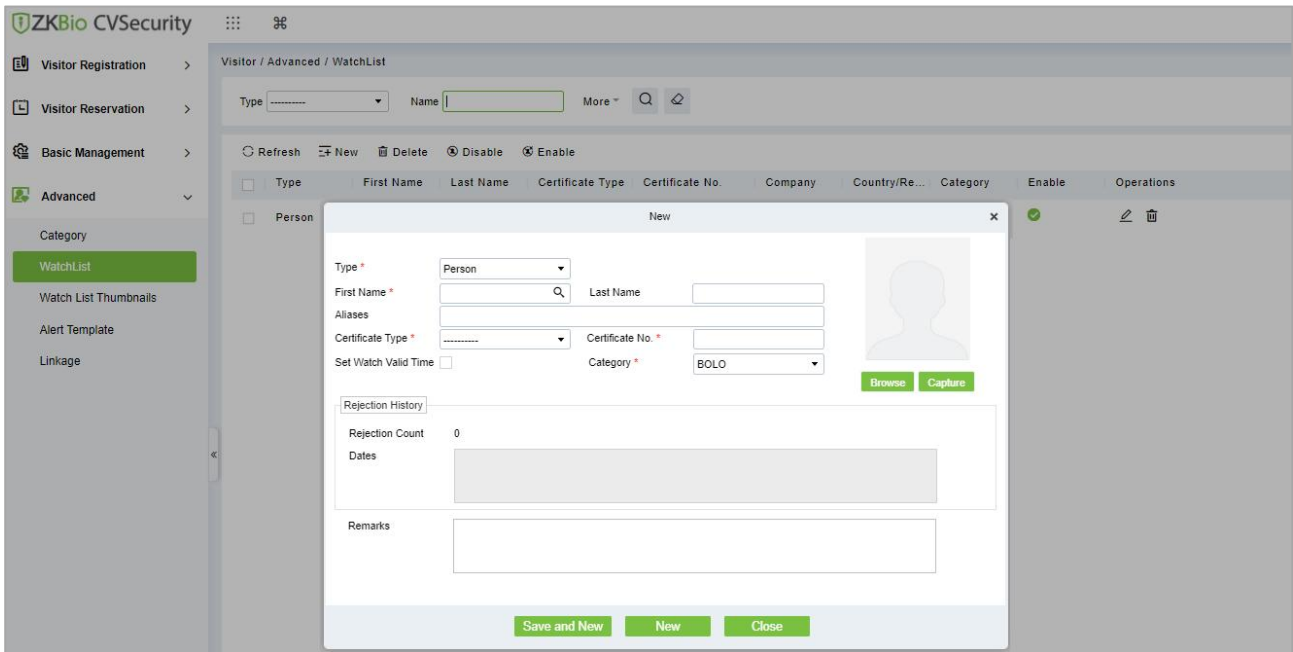 ZKBio CVSecurity
Visitor Registration
Visitor Reservation
Basic Management
Advanced
Category
WatchList
Watch List Thumbnails
Alert Template
Linkage
Visitor / Advanced / WatchList
Type ---------- Name More
Refresh New Delete Disable Enable
Type First Name Last Name Certificate Type Certificate No. Company Country/Re... Category Enable Operations
Person
New
Type * Person
First Name * Last Name
Aliases
Certificate Type * ---------- Certificate No. *
Set Watch Valid Time Category * BOLO
Browse Capture
Rejection History
Rejection Count 0
Dates
Remarks
Save and New New Close